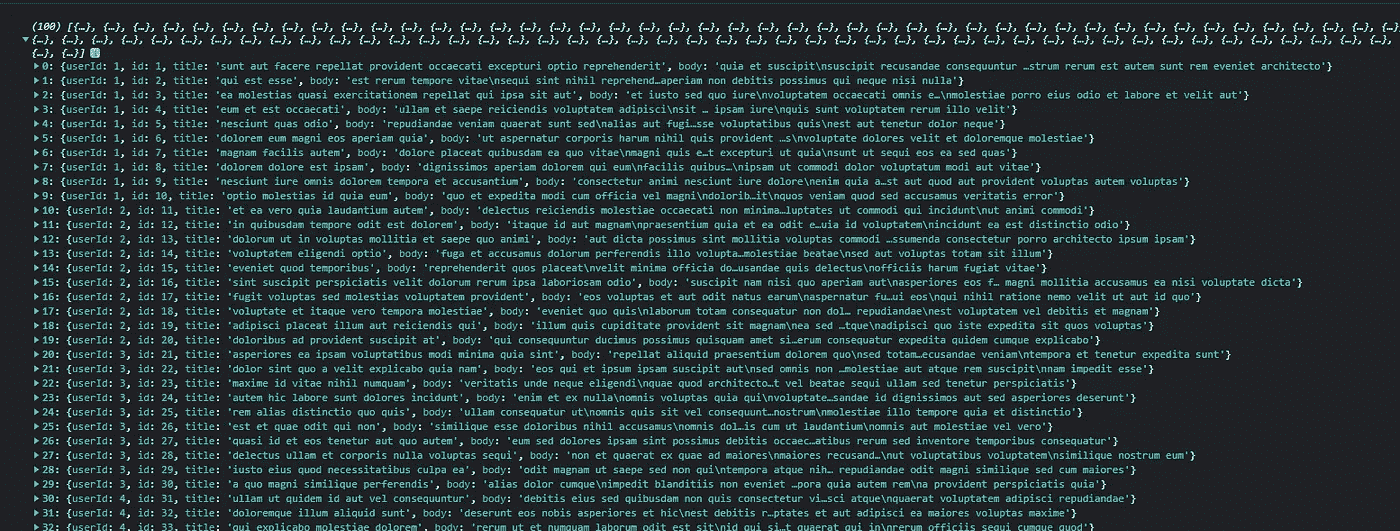 (100) [{…}, {…}, {…}, {…}, {…}, {…}, {…}, {…}, {…}, {…}, {…}, {…}, {…}, {…}, {…}, {…}, {…}, {…}, {…}, {…}, {…}, {…}, {…}, {…}, {…}, {…}, {…}, {…}, {…}, {…}, {…}, {…}, {…}, {…}, {…}, {…}, {…}, {…}, {…}, {…}, {…}, {…}, {…}, {…}, {…},
{…}, {…}, {…}, {…}, {…}, {…}, {…}, {…}, {…}, {…}, {…}, {…}, {…}, {…}, {…}, {…}, {…}, {…}, {…}, {…}, {…}, {…}, {…}, {…}, {…}, {…}, {…}, {…}, {…}, {…}, {…}, {…}, {…}, {…}, {…}, {…}, {…}, {…}, {…}, {…}, {…}, {…}, {…}, {…}, {…},
{…}, {…}]
0: {userId: 1, id: 1, title: 'sunt aut facere repellat provident occaecati excepturi optio reprehenderit', body: 'quia et suscipit\nsuscipit recusandae consequuntur …strum rerum est autem sunt rem eveniet architecto'}
1: {userId: 1, id: 2, title: 'qui est esse', body: 'est rerum tempore vitae\nsequi sint nihil reprehend…aperiam non debitis possimus qui neque nisi nulla'}
2: {userId: 1, id: 3, title: 'ea molestias quasi exercitationem repellat qui ipsa sit aut', body: 'et iusto sed quo iure\nvoluptatem occaecati omnis e…\nmolestiae porro eius odio et labore et velit aut'}
3: {userId: 1, id: 4, title: 'eum et est occaecati', body: 'ullam et saepe reiciendis voluptatem adipisci\nsit … ipsam iure\nquis sunt voluptatem rerum illo velit'}
4: {userId: 1, id: 5, title: 'nesciunt quas odio', body: 'repudiandae veniam quaerat sunt sed\nalias aut fugi…sse voluptatibus quis\nest aut tenetur dolor neque'}
5: {userId: 1, id: 6, title: 'dolorem eum magni eos aperiam quia', body: 'ut aspernatur corporis harum nihil quis provident …s\nvoluptate dolores velit et doloremque molestiae'}
6: {userId: 1, id: 7, title: 'magnam facilis autem', body: 'dolore placeat quibusdam ea quo vitae\nmagni quis e…t excepturi ut quia\nsunt ut sequi eos ea sed quas'}
7: {userId: 1, id: 8, title: 'dolorem dolore est ipsam', body: 'dignissimos aperiam dolorem qui eum\nfacilis quibus…\nipsam ut commodi dolor voluptatum modi aut vitae'}
8: {userId: 1, id: 9, title: 'nesciunt iure omnis dolorem tempora et accusantium', body: 'consectetur animi nesciunt iure dolore\nenim quia a…st aut quod aut provident voluptas autem voluptas'}
9: {userId: 1, id: 10, title: 'optio molestias id quia eum', body: 'quo et expedita modi cum officia vel magni\ndolorib…it\nquos veniam quod sed accusamus veritatis error'}
10: {userId: 2, id: 11, title: 'et ea vero quia laudantium autem', body: 'delectus reiciendis molestiae occaecati non minima…luptates ut commodi qui incidunt\nut animi commodi'}
11: {userId: 2, id: 12, title: 'in quibusdam tempore odit est dolorem', body: 'itaque id aut magnam\npraesentium quia et ea odit e…uia id voluptatem\nincidunt ea est distinctio odio'}
12: {userId: 2, id: 13, title: 'dolorum ut in voluptas mollitia et saepe quo animi', body: 'aut dicta possimus sint mollitia voluptas commodi …ssumenda consectetur porro architecto ipsum ipsam'}
13: {userId: 2, id: 14, title: 'voluptatem eligendi optio', body: 'fuga et accusamus dolorum perferendis illo volupta…molestiae beatae\nsed aut voluptas totam sit illum'}
14: {userId: 2, id: 15, title: 'eveniet quod temporibus', body: 'reprehenderit quos placeat\nvelit minima officia do…usandae quis delectus\nofficiis harum fugiat vitae'}
15: {userId: 2, id: 16, title: 'sint suscipit perspiciatis velit dolorum rerum ipsa laboriosam odio', body: 'suscipit nam nisi quo aperiam aut\nasperiores eos f… magni mollitia accusamus ea nisi voluptate dicta'}
16: {userId: 2, id: 17, title: 'fugit voluptas sed molestias voluptatem provident', body: 'eos voluptas et aut odit natus earum\naspernatur fu…ui eos\nqui nihil ratione nemo velit ut aut id quo'}
17: {userId: 2, id: 18, title: 'voluptate et itaque vero tempora molestiae', body: 'eveniet quo quis\nlaborum totam consequatur non dol… repudiandae\nest voluptatem vel debitis et magnam'}
18: {userId: 2, id: 19, title: 'adipisci placeat illum aut reiciendis qui', body: 'illum quis cupiditate provident sit magnam\nea sed …tque\nadipisci quo iste expedita sit quos voluptas'}
19: {userId: 2, id: 20, title: 'doloribus ad provident suscipit at', body: 'qui consequuntur ducimus possimus quisquam amet si…erum consequatur expedita quidem cumque explicabo'}
20: {userId: 3, id: 21, title: 'asperiores ea ipsam voluptatibus modi minima quia sint', body: 'repellat aliquid praesentium dolorem quo\nsed totam…ecusandae veniam\ntempora et tenetur expedita sunt'}
21: {userId: 3, id: 22, title: 'dolor sint quo a velit explicabo quia nam', body: 'eos qui et ipsum ipsam suscipit aut\nsed omnis non …molestiae aut atque rem suscipit\nnam impedit esse'}
22: {userId: 3, id: 23, title: 'maxime id vitae nihil numquam', body: 'veritatis unde neque eligendi\nquae quod architecto…t vel beatae sequi ullam sed tenetur perspiciatis'}
23: {userId: 3, id: 24, title: 'autem hic labore sunt dolores incidunt', body: 'enim et ex nulla\nomnis voluptas quia qui\nvoluptate…sandae id dignissimos aut sed asperiores deserunt'}
24: {userId: 3, id: 25, title: 'rem alias distinctio quo quis', body: 'ullam consequatur ut\nomnis quis sit vel consequunt…nostrum\nmolestiae illo tempore quia et distinctio'}
25: {userId: 3, id: 26, title: 'est et quae odit qui non', body: 'similique esse doloribus nihil accusamus\nomnis dol…is cum ut laudantium\nomnis aut molestiae vel vero'}
26: {userId: 3, id: 27, title: 'quasi id et eos tenetur aut quo autem', body: 'eum sed dolores ipsam sint possimus debitis occaec…atibus rerum sed inventore temporibus consequatur'}
27: {userId: 3, id: 28, title: 'delectus ullam et corporis nulla voluptas sequi', body: 'non et quaerat ex quae ad maiores\nmaiores recusand…\nut voluptatibus voluptatem\nsimilique nostrum eum'}
28: {userId: 3, id: 29, title: 'iusto eius quod necessitatibus culpa ea', body: 'odit magnam ut saepe sed non qui\ntempora atque nih… repudiandae odit magni similique sed cum maiores'}
29: {userId: 3, id: 30, title: 'a quo magni similique perferendis', body: 'alias dolor cumque\nimpedit blanditiis non eveniet …pora quia autem rem\na provident perspiciatis quia'}
30: {userId: 4, id: 31, title: 'ullam ut quidem id aut vel consequuntur', body: 'debitis eius sed quibusdam non quis consectetur vi…sci atque\nquaerat voluptatem adipisci repudiandae'}
31: {userId: 4, id: 32, title: 'doloremque illum aliquid sunt', body: 'deserunt eos nobis asperiores et hic\nest debitis r…ptates et aut adipisci ea maiores voluptas maxime'}
32: {userId: 4, id: 33, title: 'qui explicabo molestiae dolorem', body: 'rerum ut et numquam laborum odit est sit\nid qui si…t quaerat qui in\nrerum officiis sequi cumque quod'}